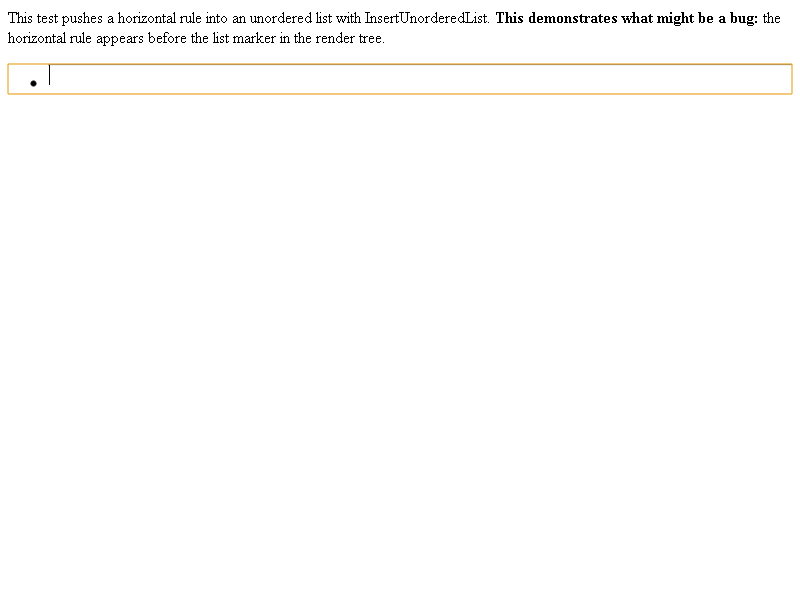 This test pushes a horizontal rule into an unordered list with InsertUnorderedList. This demonstrates what might be a bug: the
horizontal rule appears before the list marker in the render tree.